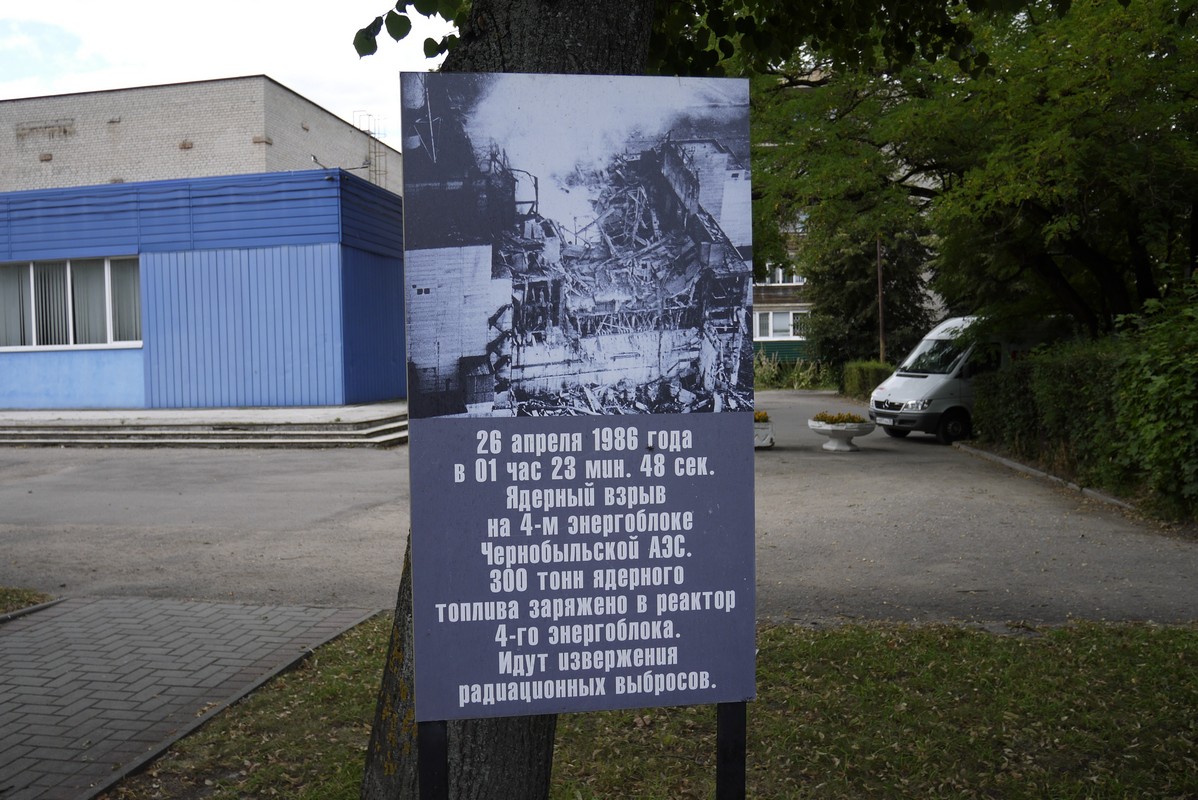 26 апреля 1986 года
в 01 час 23 мин. 48 сек.
Ядерный взрыв
на 4-м энергоблоке
Чернобыльской АЭС.
300 тонн ядерного
топлива заряжено в реактор
4-го энергоблока.
Идут извержения
радиационных выбросов.